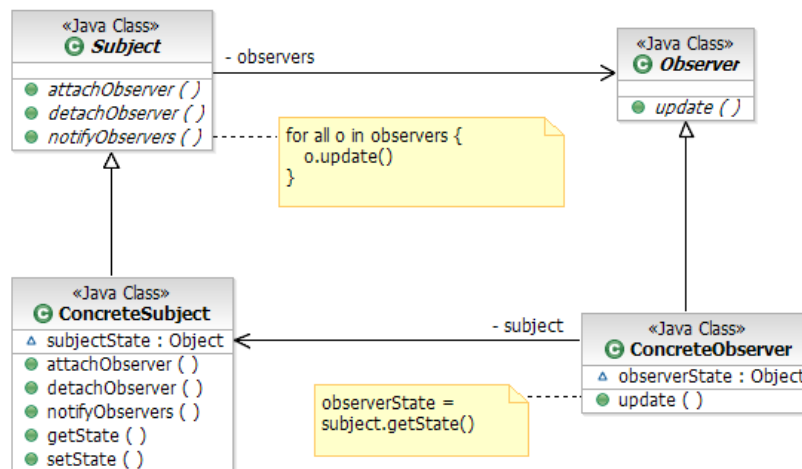 «Java Class»
C Subject
- observers
«Java Class»
C Observer
attachObserver ( )
detachObserver ( )
notifyObservers ( )
update ( )
for all o in observers {
o.update()
}
«Java Class»
C ConcreteSubject
subjectState : Object
attachObserver ( )
detachObserver ( )
notifyObservers ( )
getState ( )
setState ( )
- subject
«Java Class»
C ConcreteObserver
observerState : Object
update ( )
observerState =
subject.getState()